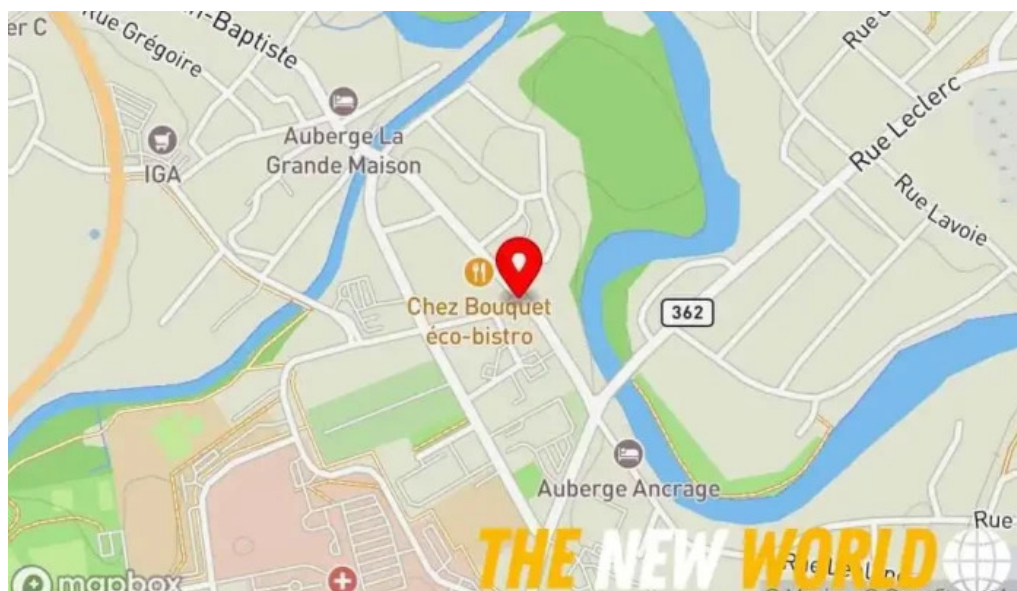 er C
Rue Grégoire
-Baptiste
Auberge La
Grande Maison
IGA
Rue Leclerc
Rue Lavoie
362
Chez Bouquet
éco-bistro
Auberge Ancrage
Rue
THE NEW WORLD
mapbox